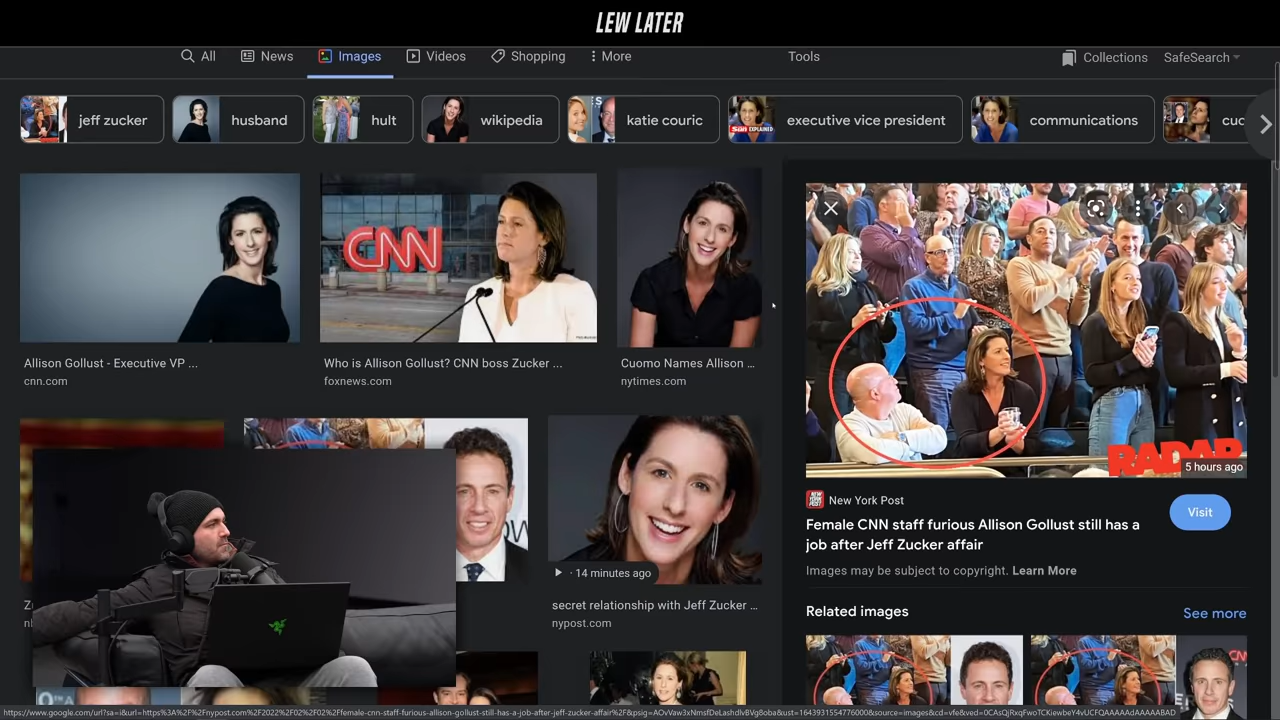 LEW LATER
All
News
Images
Videos
Shopping
More
Tools
Collections
SafeSearch
jeff zucker
husband
hult
wikipedia
katie couric
executive vice president
communications
cuc
EXPLAINED
CNN
Allison Gollust - Executive VP ...
cnn.com
Who is Allison Gollust? CNN boss Zucker ...
foxnews.com
Cuomo Names Allison ...
nytimes.com
RADAR
5 hours ago
New York Post
Female CNN staff furious Allison Gollust still has a
job after Jeff Zucker affair
Visit
Images may be subject to copyright. Learn More
Related images
See more
· 14 minutes ago
secret relationship with Jeff Zucker ...
nypost.com